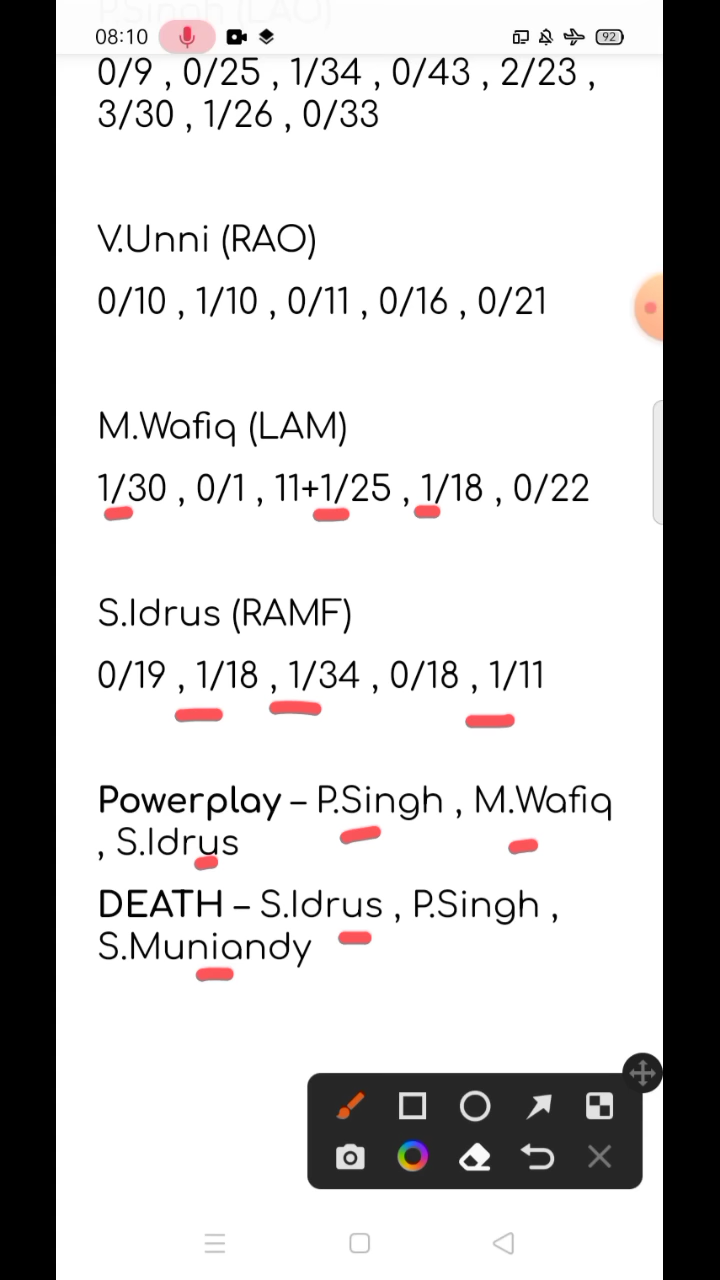 P.Singh (LAO)
08:10
92
0/9 , 0/25 , 1/34 , 0/43 , 2/23 ,
3/30 , 1/26 , 0/33
V.Unni (RAO)
0/10 , 1/10 , 0/11 , 0/16 , 0/21
M.Wafiq (LAM)
1/30 , 0/1 , 11+1/25 , 1/18 , 0/22
S.Idrus (RAMF)
0/19 , 1/18 , 1/34 , 0/18 , 1/11
Powerplay – P.Singh , M.Wafiq
, S.Idrus
DEATH – S.Idrus , P.Singh ,
S.Muniandy